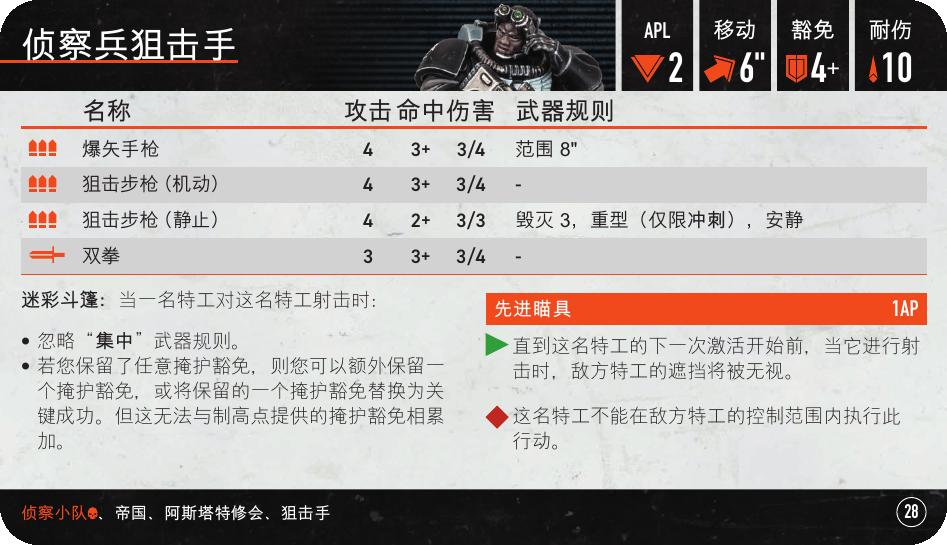 侦察兵狙击手
APL 移动 豁免 耐伤
2 6" 4+ 10
名称 攻击 命中 伤害 武器规则
爆矢手枪 4 3+ 3/4 范围 8"
狙击步枪（机动） 4 3+ 3/4 -
狙击步枪（静止） 4 2+ 3/3 毁灭 3，重型（仅限冲刺），安静
双拳 3 3+ 3/4 -
迷彩斗篷：当一名特工对这名特工射击时：
• 忽略“集中”武器规则。
• 若您保留了任意掩护豁免，则您可以额外保留一
个掩护豁免，或将保留的一个掩护豁免替换为关
键成功。但这无法与制高点提供的掩护豁免相累
加。
先进瞄具 1AP
直到这名特工的下一次激活开始前，当它进行射
击时，敌方特工的遮挡将被无视。
这名特工不能在敌方特工的控制范围内执行此
行动。
侦察小队、帝国、阿斯塔特修会、狙击手
28